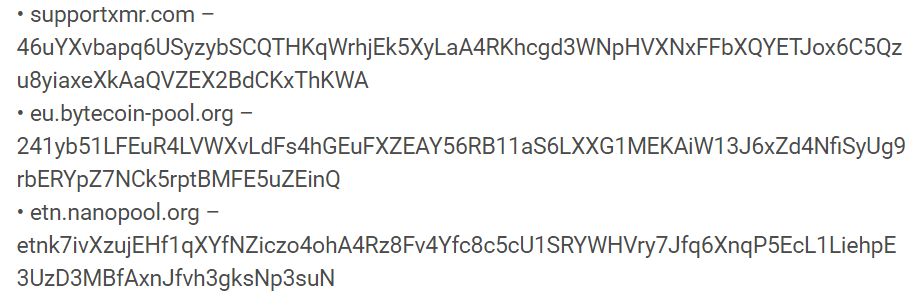 • supportxmr.com –
46uYXvbapq6USyzybSCQTHKqWrhjEk5XyLaA4RKhcgd3WNpHVXNxFFbXQYETJox6C5Qz
u8yiaxeXkAaQVZEX2BdCKxThKWA
• eu.bytecoin-pool.org –
241yb51LFEuR4LVWXvLdFs4hGEuFXZEAY56RB11aS6LXXG1MEKAiW13J6xZd4NfiSyUg9
rbERYpZ7NCk5rptBMFE5uZEinQ
• etn.nanopool.org –
etnk7ivXzujEHf1qXYfNZiczo4ohA4Rz8Fv4Yfc8c5cU1SRYWHVry7Jfq6XnqP5EcL1LiehpE
3UzD3MBfAxnJfvh3gksNp3suN